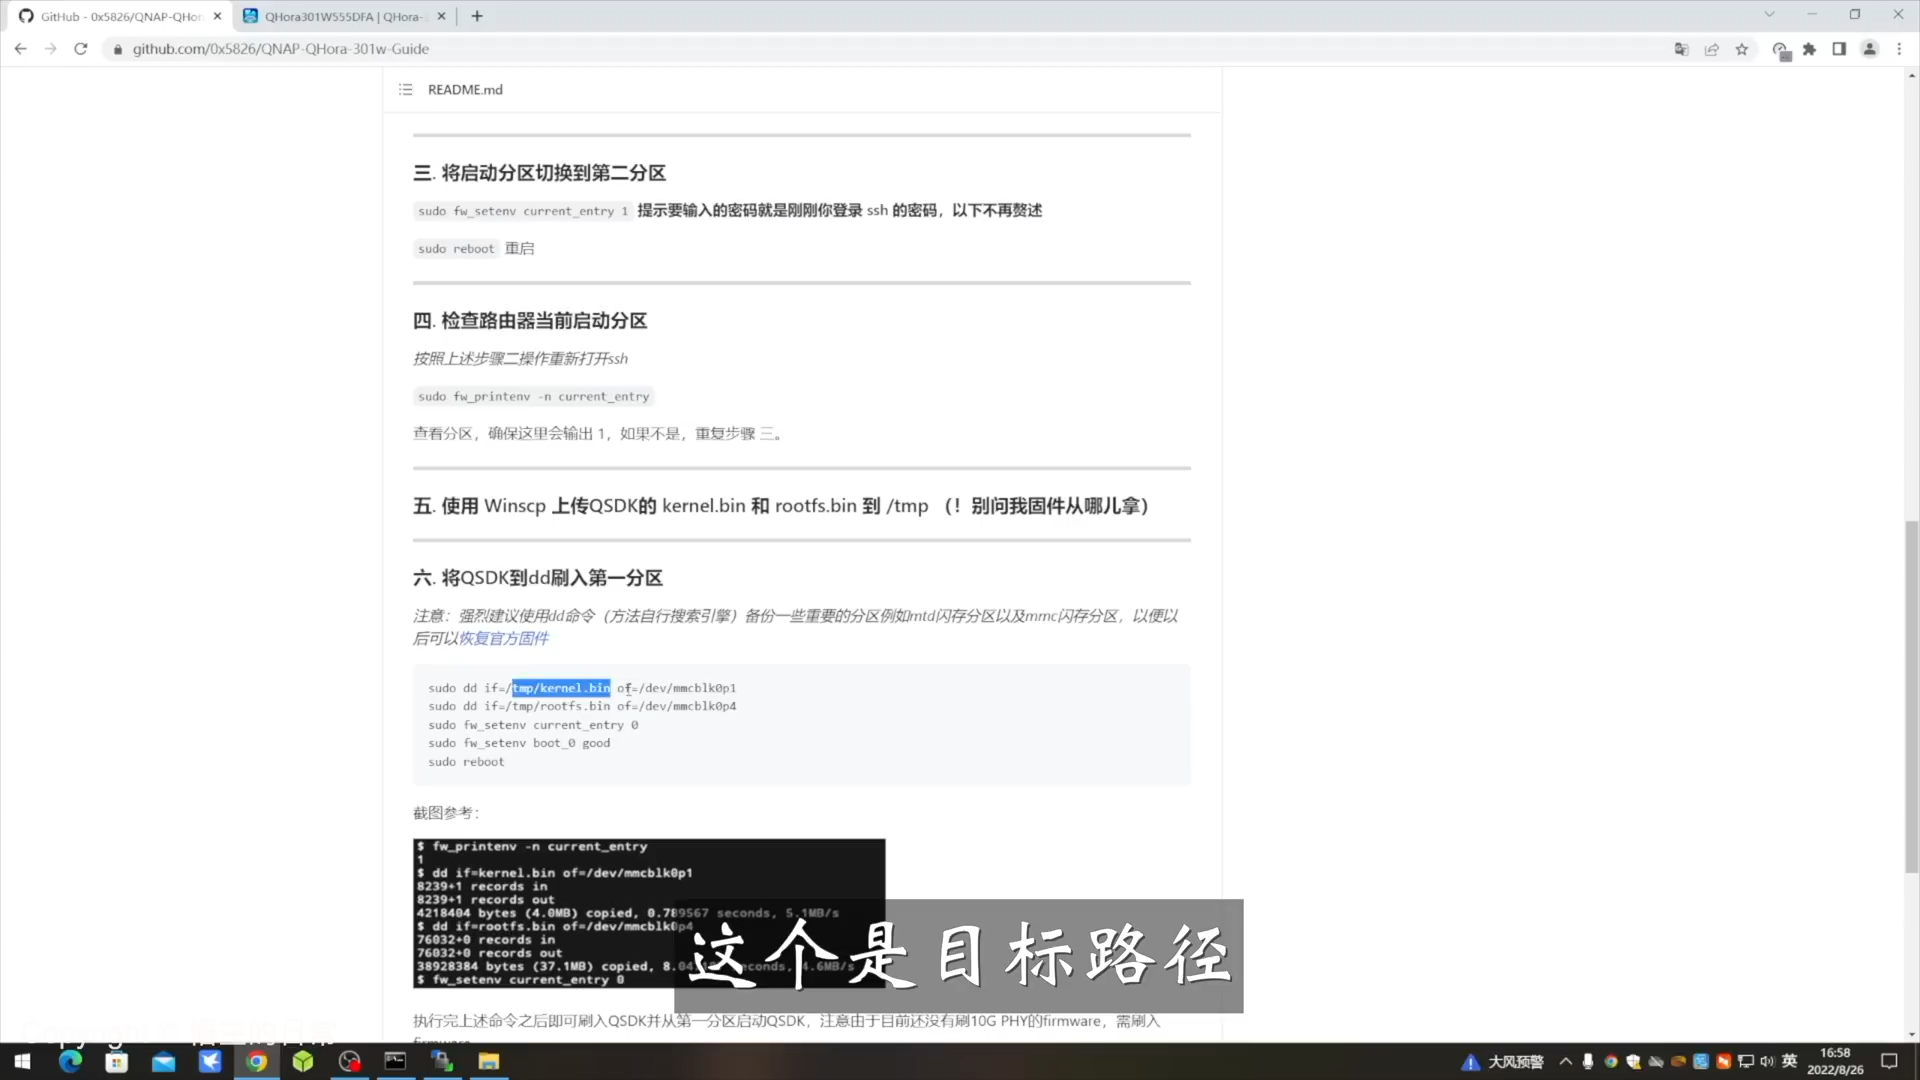 GitHub - 0x5826/QNAP-QHor
QHora301W555DFA | QHora-
github.com/0x5826/QNAP-QHora-301w-Guide
README.md
三. 将启动分区切换到第二分区
sudo fw_setenv current_entry 1 提示要输入的密码就是刚刚你登录 ssh 的密码，以下不再赘述
sudo reboot 重启
四. 检查路由器当前启动分区
按照上述步骤二操作重新打开ssh
sudo fw_printenv -n current_entry
查看分区，确保这里会输出 1，如果不是，重复步骤 三。
五. 使用 Winscp 上传QSDK的 kernel.bin 和 rootfs.bin 到 /tmp （！别问我固件从哪儿拿）
六. 将QSDK到dd刷入第一分区
注意：强烈建议使用dd命令（方法自行搜索引擎）备份一些重要的分区例如mtd闪存分区以及mmc闪存分区，以便以
后可以恢复官方固件
sudo dd if=/tmp/kernel.bin of=/dev/mmcblk0p1
sudo dd if=/tmp/rootfs.bin of=/dev/mmcblk0p4
sudo fw_setenv current_entry 0
sudo fw_setenv boot_0 good
sudo reboot
截图参考：
$ fw_printenv -n current_entry
1
$ dd if=kernel.bin of=/dev/mmcblk0p1
8239+1 records in
8239+1 records out
4218404 bytes (4.0MB) copied, 0.789567 seconds, 5.1MB/s
$ dd if=rootfs.bin of=/dev/mmcblk0p4
76032+0 records in
76032+0 records out
38928384 bytes (37.1MB) copied, 4.6MB/s
$ fw_setenv current_entry 0
这个是目标路径
执行完上述命令之后即可刷入QSDK并从第一分区启动QSDK，注意由于目前还没有刷10G PHY的firmware，需刷入
大风预警
英
16:58
2022/8/26